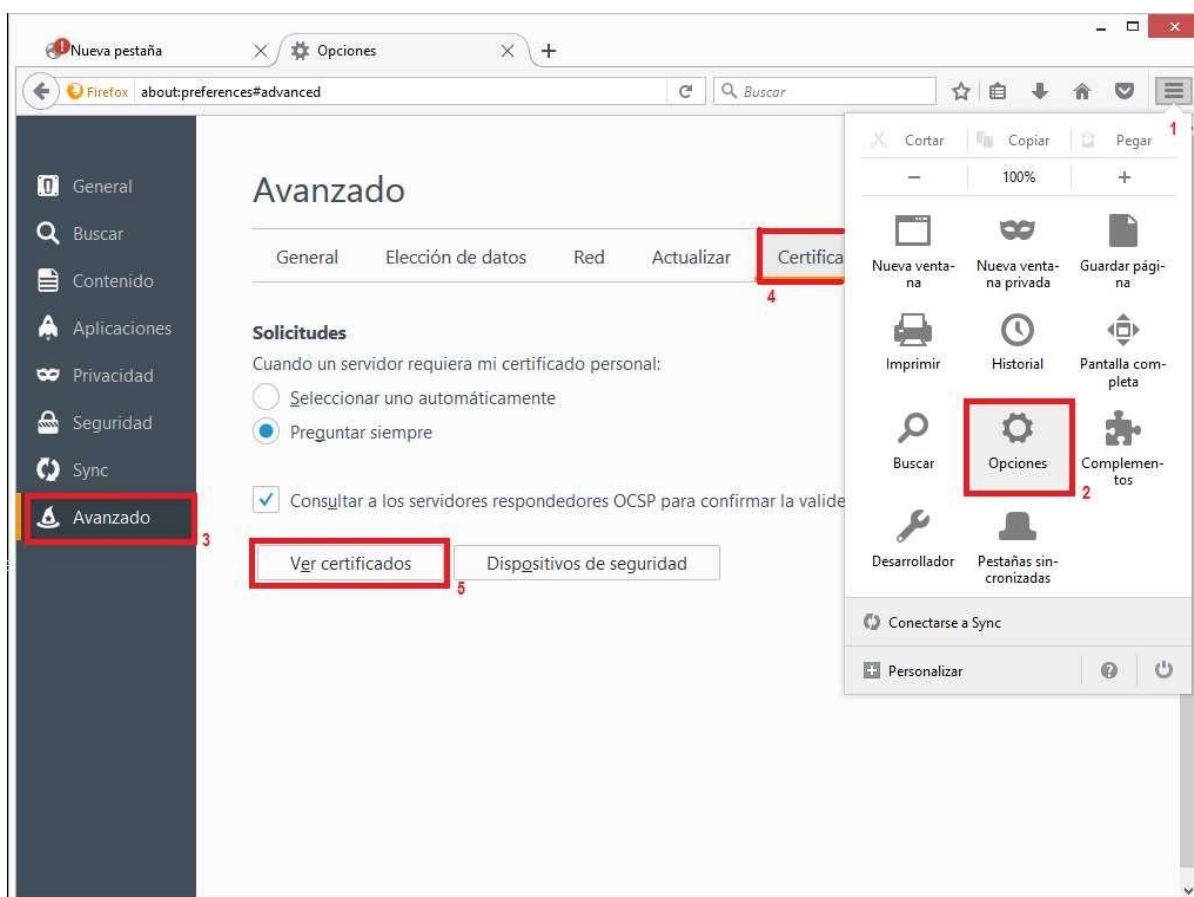 Nueva pestaña
Opciones
Firefox about:preferences#advanced
Buscar
1
Cortar Copiar Pegar
− 100% +
Nueva venta-
na
Nueva venta-
na privada
Guardar pági-
na
Imprimir
Historial
Pantalla com-
pleta
Buscar
Opciones
2
Complemen-
tos
Desarrollador
Pestañas sin-
cronizadas
Conectarse a Sync
Personalizar
General
Buscar
Contenido
Aplicaciones
Privacidad
Seguridad
Sync
Avanzado
3
Avanzado
General Elección de datos Red Actualizar Certifica
4
Solicitudes
Cuando un servidor requiera mi certificado personal:
Seleccionar uno automáticamente
Preguntar siempre
Consultar a los servidores respondedores OCSP para confirmar la valide
Ver certificados
5
Dispositivos de seguridad